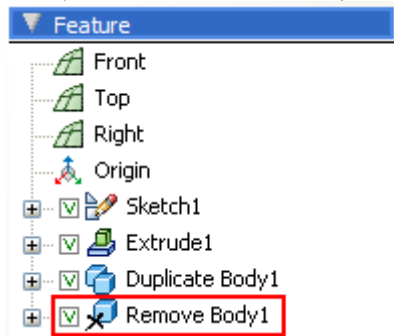 Feature
Front
Top
Right
Origin
Sketch1
Extrude1
Duplicate Body1
Remove Body1